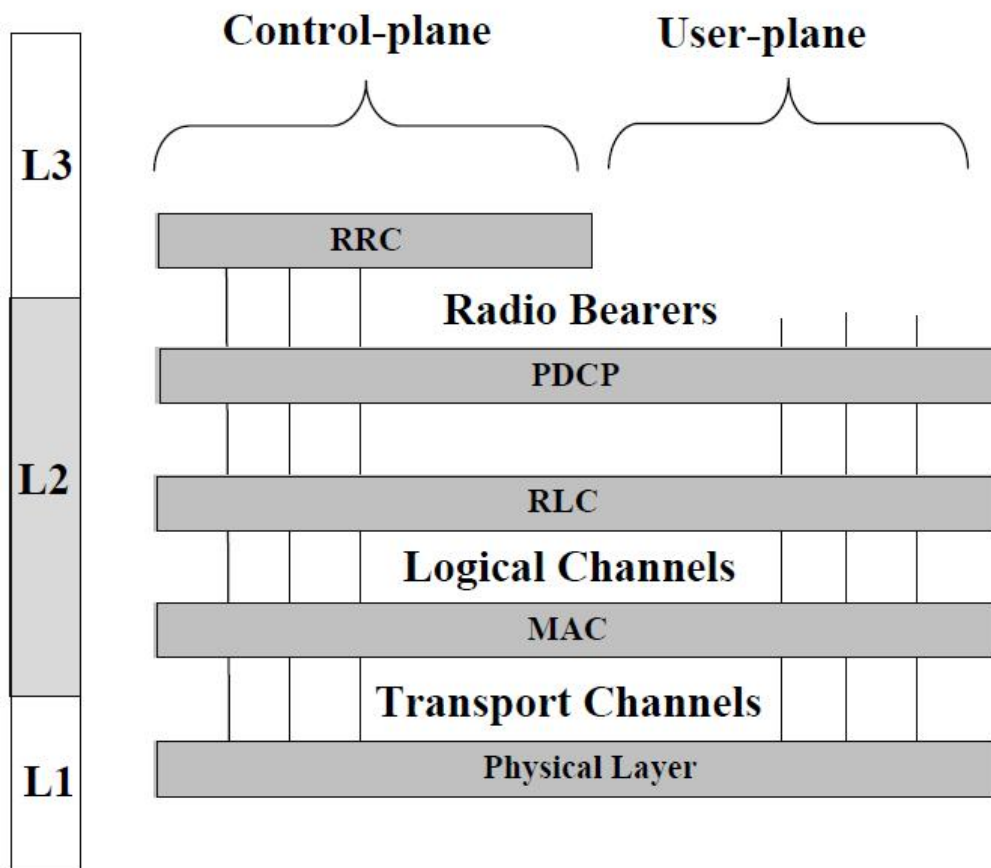 Control-plane
User-plane
L3
RRC
Radio Bearers
PDCP
L2
RLC
Logical Channels
MAC
Transport Channels
Physical Layer
L1